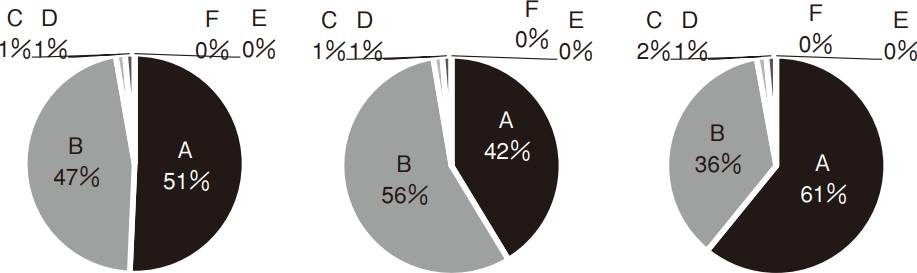 C D F E
1% 1% 0% 0%
B
47%
A
51%
C D F E
1% 1% 0% 0%
B
56%
A
42%
C D F E
2% 1% 0% 0%
B
36%
A
61%